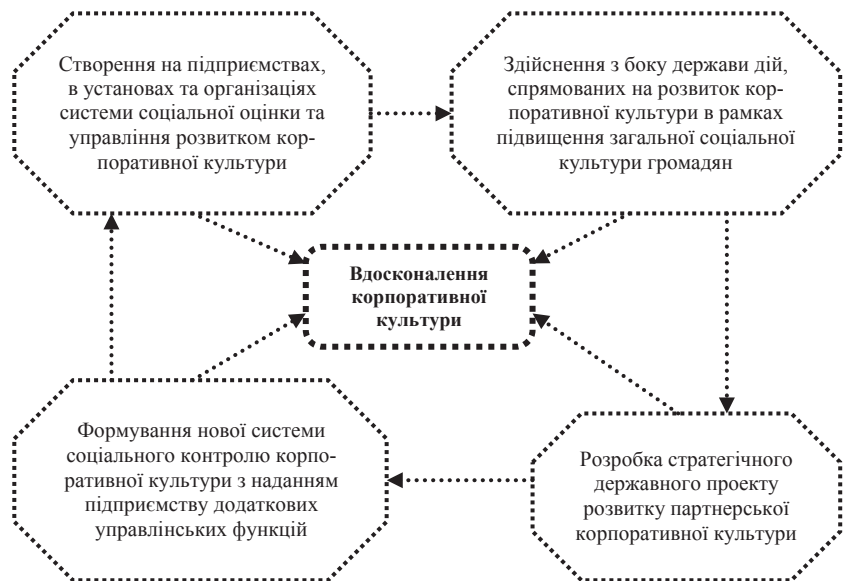 Створення на підприємствах,
в установах та організаціях
системи соціальної оцінки та
управління розвитком кор-
поративної культури
Здійснення з боку держави дій,
спрямованих на розвиток кор-
поративної культури в рамках
підвищення загальної соціальної
культури громадян
Вдосконалення
корпоративної
культури
Формування нової системи
соціального контролю корпо-
ративної культури з наданням
підприємству додаткових
управлінських функцій
Розробка стратегічного
державного проекту
розвитку партнерської
корпоративної культури